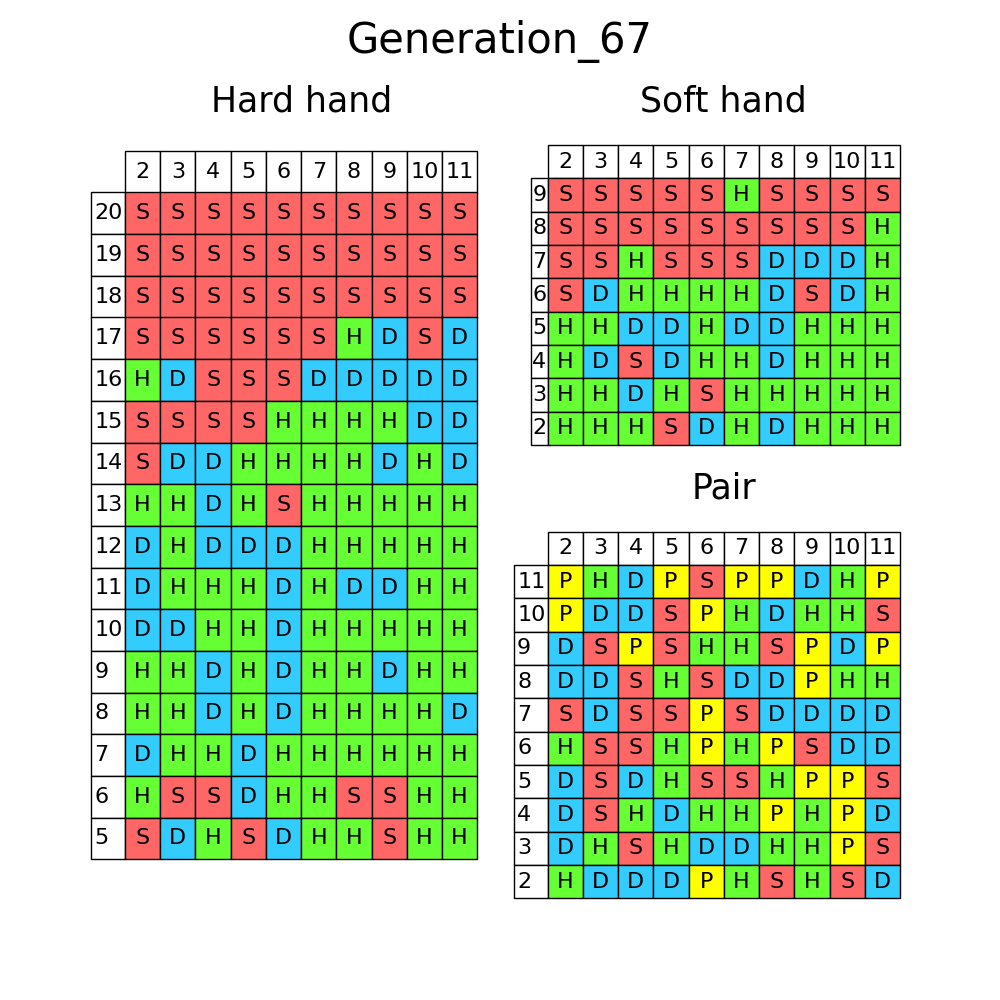 Generation_67
Hard hand
2 3 4 5 6 7 8 9 10 11
20 S S S S S S S S S S
19 S S S S S S S S S S
18 S S S S S S S S S S
17 S S S S S S H D S D
16 H D S S S D D D D D
15 S S S S H H H H D D
14 S D D H H H H D H D
13 H H D H S H H H H H
12 D H D D D H H H H H
11 D H H H D H D D H H
10 D D H H D H H H H H
9 H H D H D H H D H H
8 H H D H D H H H H D
7 D H H D H H H H H H
6 H S S D H H S S H H
5 S D H S D H H S H H
Soft hand
2 3 4 5 6 7 8 9 10 11
9 S S S S S H S S S S
8 S S S S S S S S S H
7 S S H S S S D D D H
6 S D H H H H D S D H
5 H H D D H D D H H H
4 H D S D H H D H H H
3 H H D H S H H H H H
2 H H H S D H D H H H
Pair
2 3 4 5 6 7 8 9 10 11
11 P H D P S P P D H P
10 P D D S P H D H H S
9 D S P S H H S P D P
8 D D S H S D D P H H
7 S D S S P S D D D D
6 H S S H P H P S D D
5 D S D H S S H P P S
4 D S H D H H P H P D
3 D H S H D D H H P S
2 H D D D P H S H S D